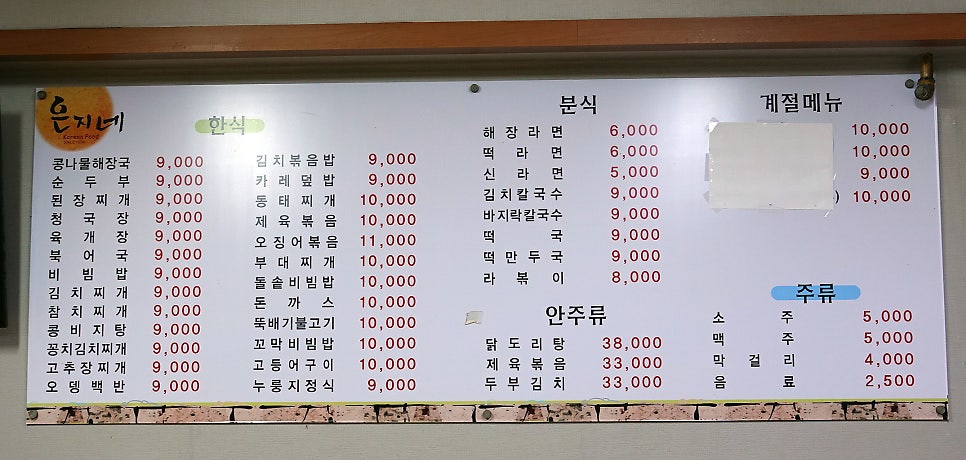 은지네
Korean Food
한식
콩나물해장국 9,000
순두부 9,000
된장찌개 9,000
청국장 9,000
육개장 9,000
북어국 9,000
비빔밥 9,000
김치찌개 9,000
참치찌개 9,000
콩비지탕 9,000
꽁치김치찌개 9,000
고추장찌개 9,000
오뎅백반 9,000
김치볶음밥 9,000
카레덮밥 9,000
동태찌개 10,000
제육볶음 10,000
오징어볶음 11,000
부대찌개 10,000
돌솥비빔밥 10,000
돈까스 10,000
뚝배기불고기 10,000
꼬막비빔밥 10,000
고등어구이 10,000
누룽지정식 9,000
분식
해장라면 6,000
떡라면 6,000
신라면 5,000
김치칼국수 9,000
바지락칼국수 9,000
떡국 9,000
떡만두국 9,000
라볶이 8,000
안주류
닭도리탕 38,000
제육볶음 33,000
두부김치 33,000
계절메뉴
10,000
10,000
9,000
) 10,000
주류
소주 5,000
맥주 5,000
막걸리 4,000
음료 2,500